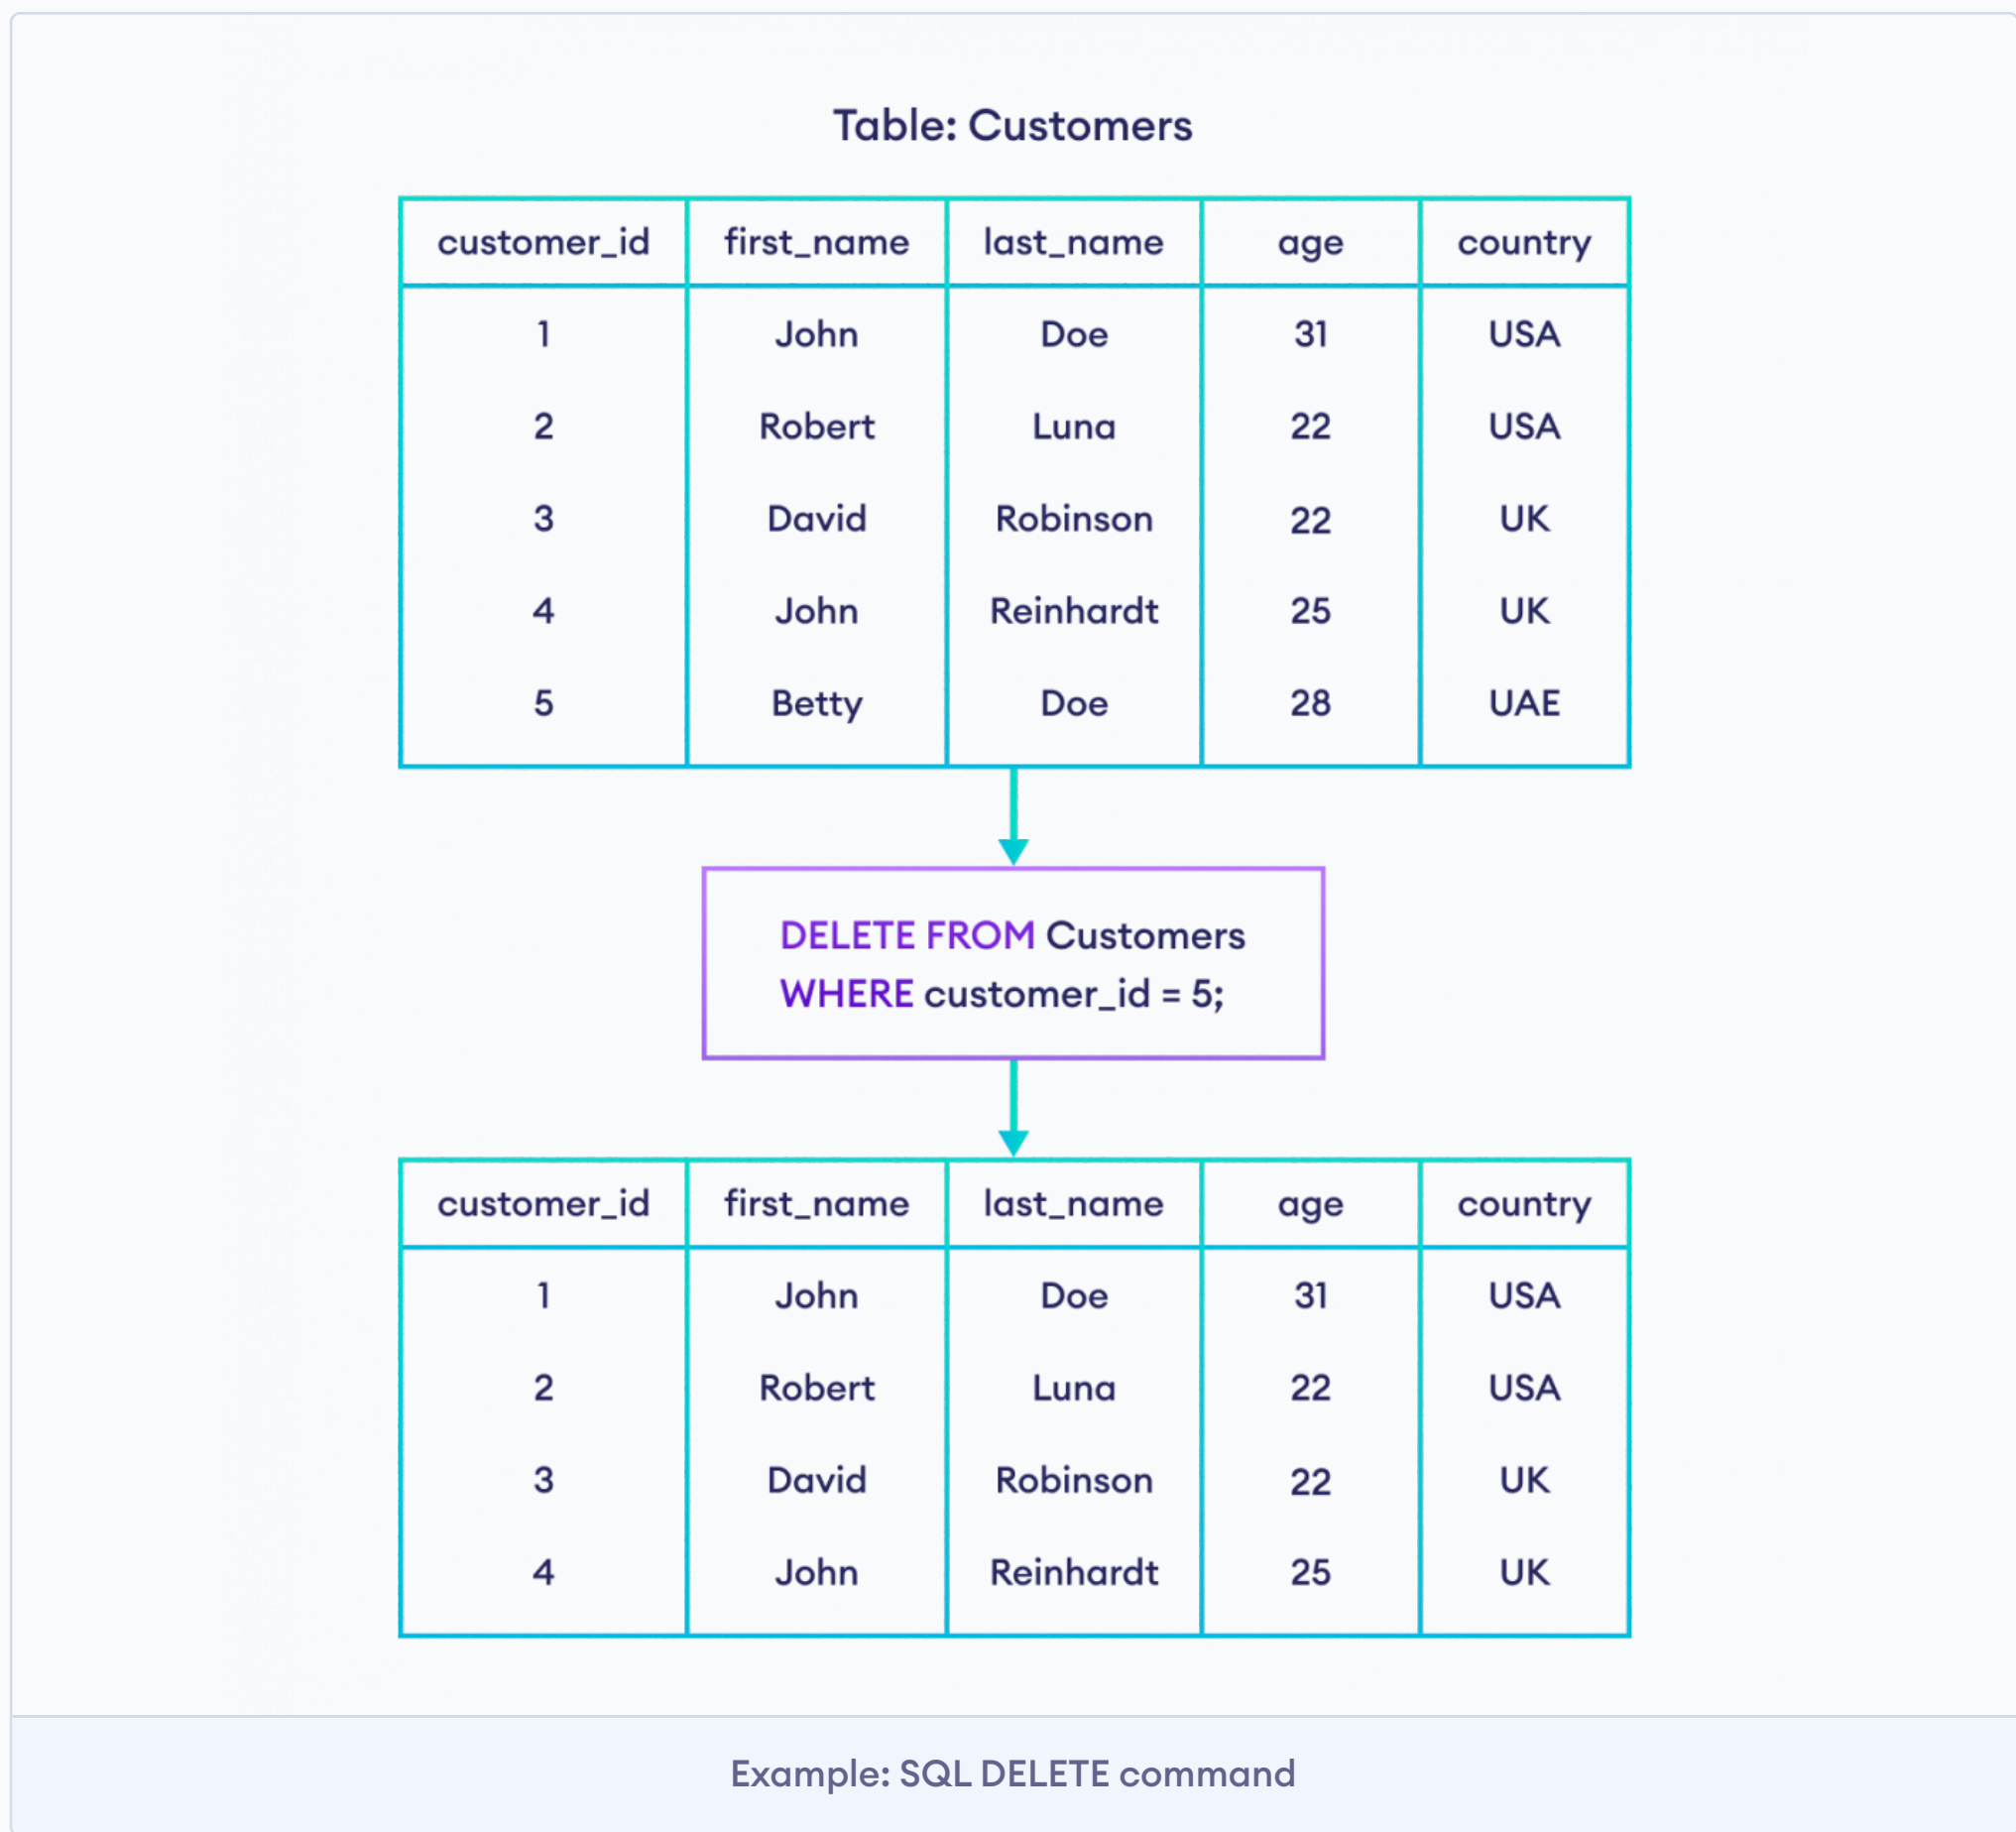 Table: Customers
customer_id first_name last_name age country
1 John Doe 31 USA
2 Robert Luna 22 USA
3 David Robinson 22 UK
4 John Reinhardt 25 UK
5 Betty Doe 28 UAE
DELETE FROM Customers
WHERE customer_id = 5;
customer_id first_name last_name age country
1 John Doe 31 USA
2 Robert Luna 22 USA
3 David Robinson 22 UK
4 John Reinhardt 25 UK
Example: SQL DELETE command